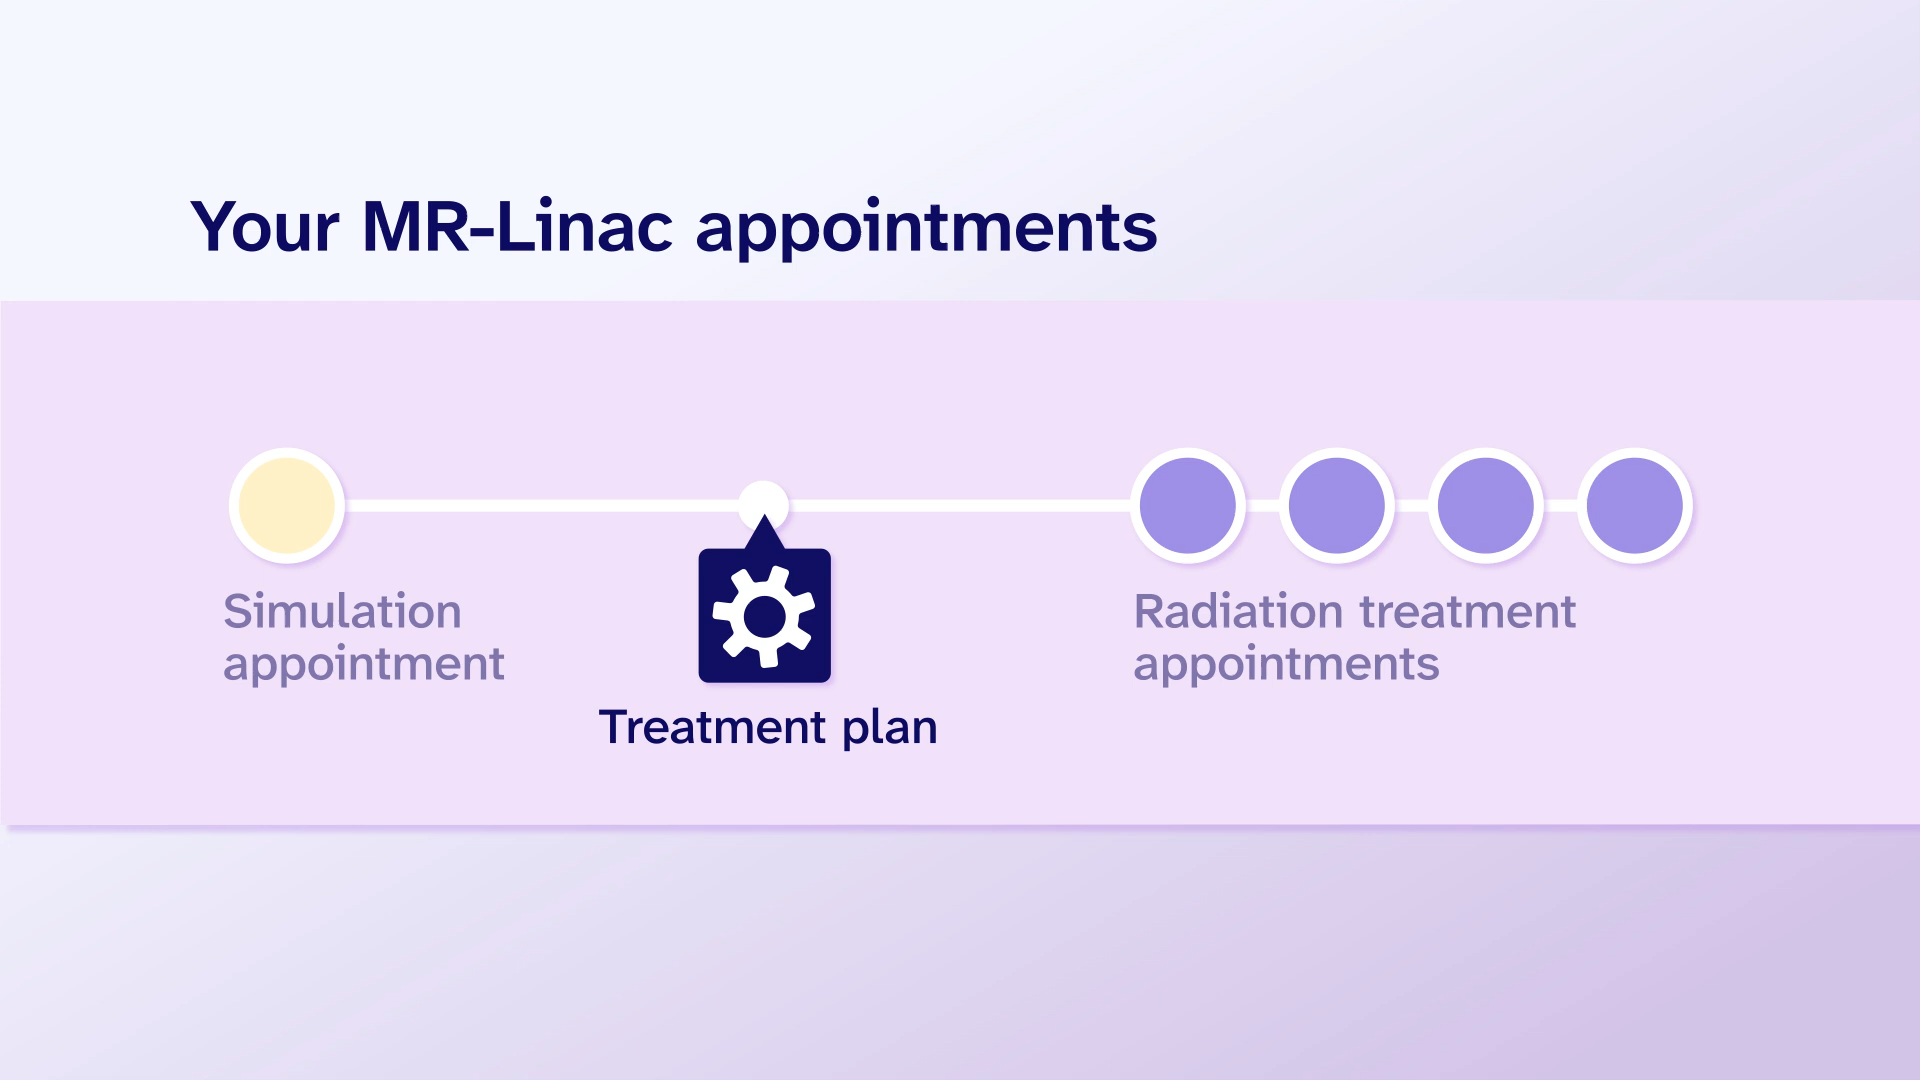 Your MR-Linac appointments
Simulation
appointment
Treatment plan
Radiation treatment
appointments